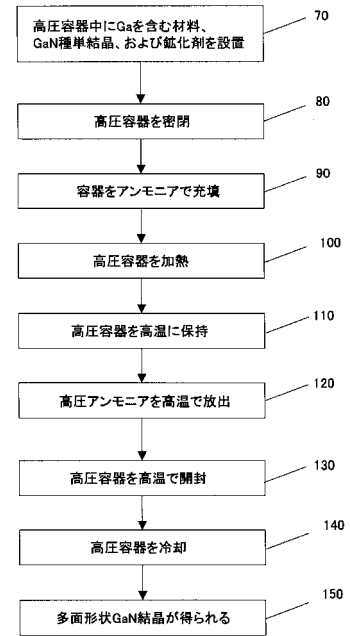 70
高圧容器中にGaを含む材料、
GaN種単結晶、および鉱化剤を設置
80
高圧容器を密閉
90
容器をアンモニアで充填
100
高圧容器を加熱
110
高圧容器を高温に保持
120
高圧アンモニアを高温で放出
130
高圧容器を高温で開封
140
高圧容器を冷却
150
多面形状GaN結晶が得られる